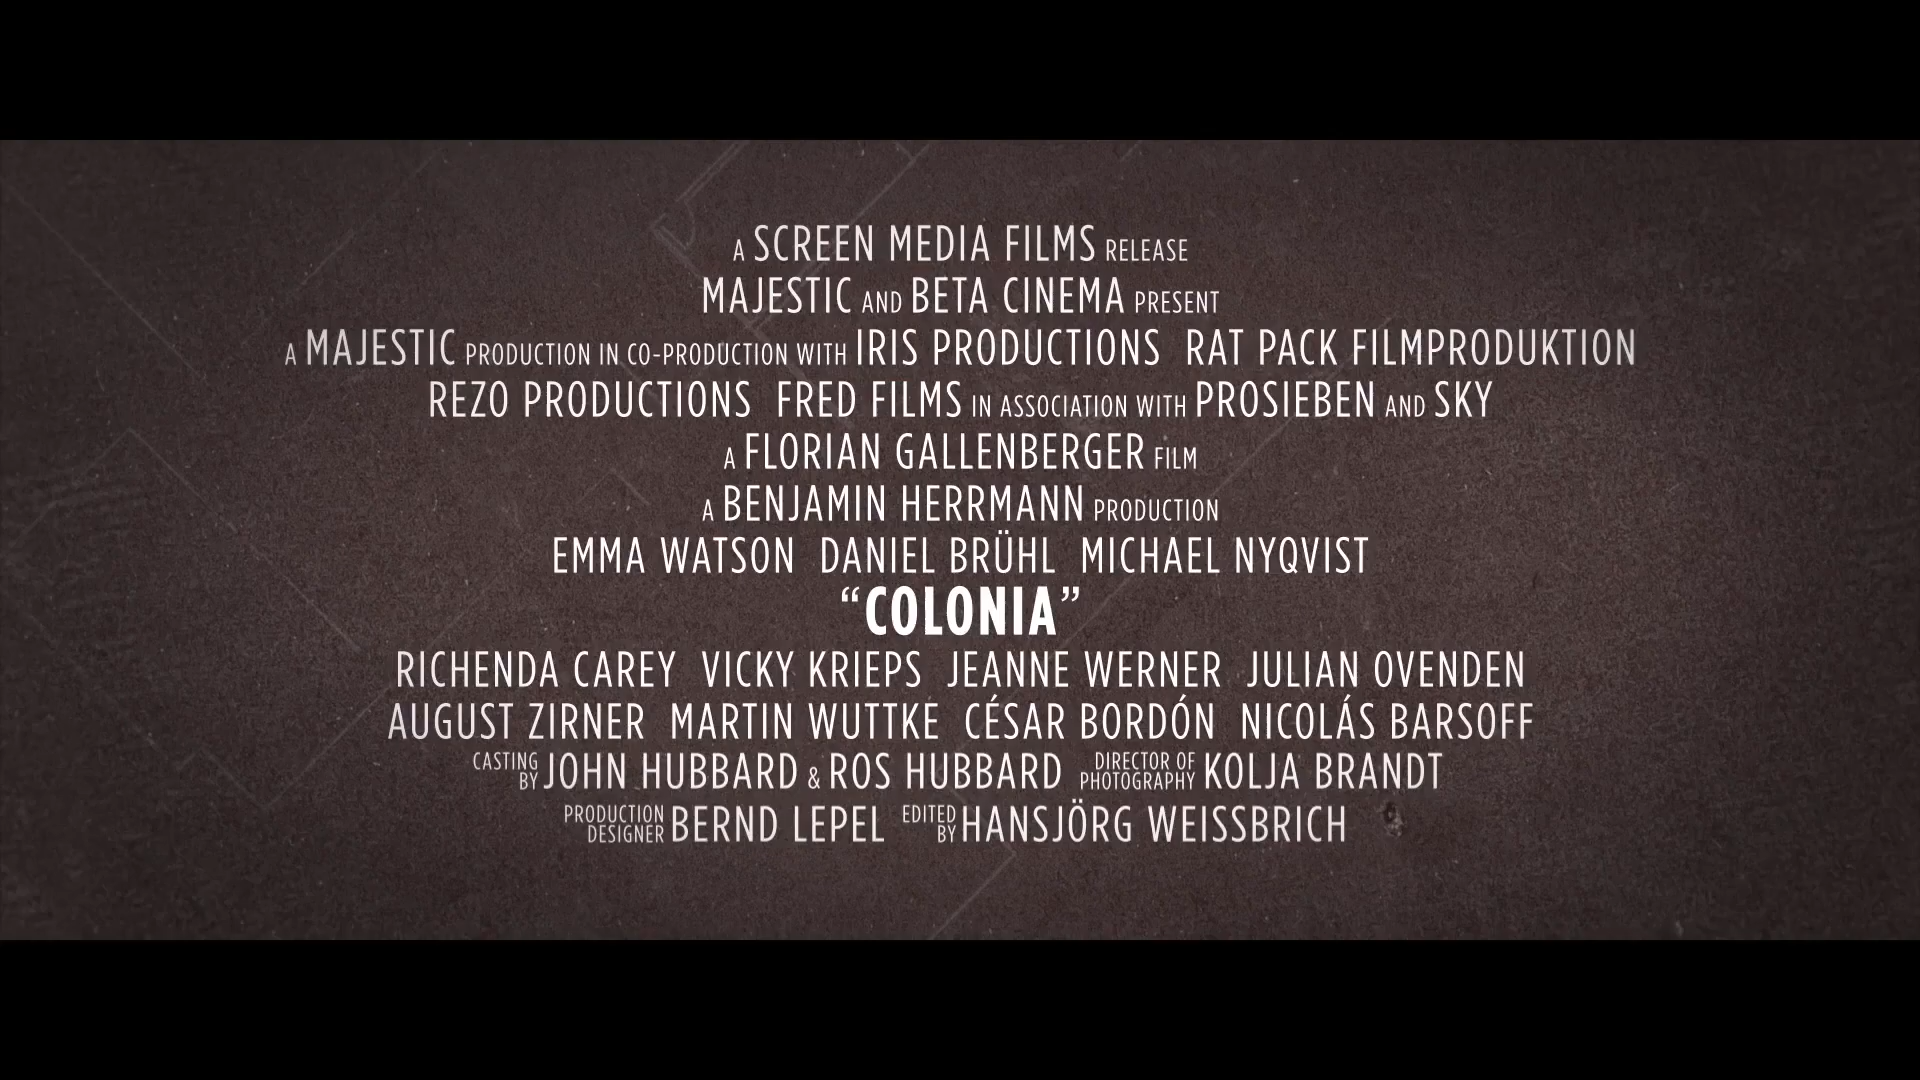 A SCREEN MEDIA FILMS RELEASE
MAJESTIC AND BETA CINEMA PRESENT
A MAJESTIC PRODUCTION IN CO-PRODUCTION WITH IRIS PRODUCTIONS RAT PACK FILMPRODUKTION
REZO PRODUCTIONS FRED FILMS IN ASSOCIATION WITH PROSIEBEN AND SKY
A FLORIAN GALLENBERGER FILM
A BENJAMIN HERRMANN PRODUCTION
EMMA WATSON DANIEL BRÜHL MICHAEL NYQVIST
“COLONIA”
RICHENDA CAREY VICKY KRIEPS JEANNE WERNER JULIAN OVENDEN
AUGUST ZIRNER MARTIN WUTTKE CÉSAR BORDÓN NICOLÁS BARSOFF
CASTING BY JOHN HUBBARD & ROS HUBBARD DIRECTOR OF PHOTOGRAPHY KOLJA BRANDT
PRODUCTION DESIGNER BERND LEPEL EDITED BY HANSJÖRG WEISSBRICH